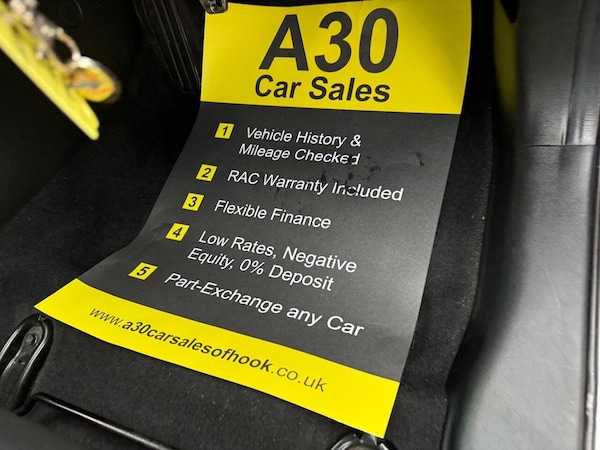 A30
Car Sales
1 Vehicle History &
Mileage Checked
2 RAC Warranty Included
3 Flexible Finance
4 Low Rates, Negative
Equity, 0% Deposit
5 Part-Exchange any Car
www.a30carsalesofhook.co.uk